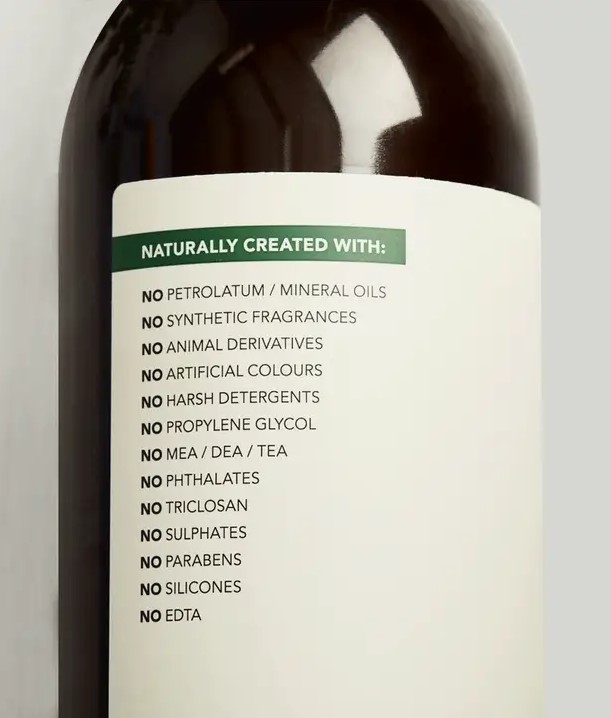 NATURALLY CREATED WITH:
NO PETROLATUM / MINERAL OILS
NO SYNTHETIC FRAGRANCES
NO ANIMAL DERIVATIVES
NO ARTIFICIAL COLOURS
NO HARSH DETERGENTS
NO PROPYLENE GLYCOL
NO MEA / DEA / TEA
NO PHTHALATES
NO TRICLOSAN
NO SULPHATES
NO PARABENS
NO SILICONES
NO EDTA